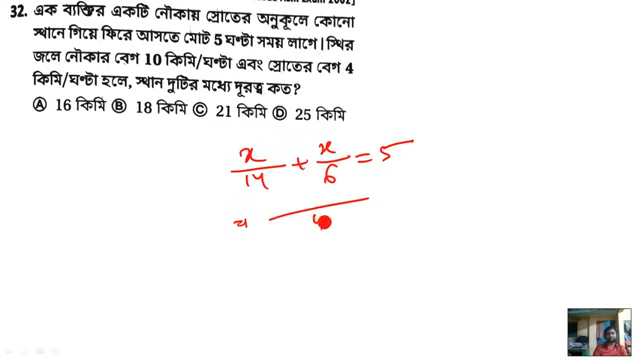 32. এক ব্যক্তির একটি নৌকায় স্রোতের অনুকূলে কোনো
স্থানে গিয়ে ফিরে আসতে মোট 5 ঘণ্টা সময় লাগে। স্থির
জলে নৌকার বেগ 10 কিমি/ঘণ্টা এবং স্রোতের বেগ 4
কিমি/ঘণ্টা হলে, স্থান দুটির মধ্যে দূরত্ব কত?
Ⓐ 16 কিমি Ⓑ 18 কিমি Ⓒ 21 কিমি Ⓓ 25 কিমি
x/14 + x/6 = 5